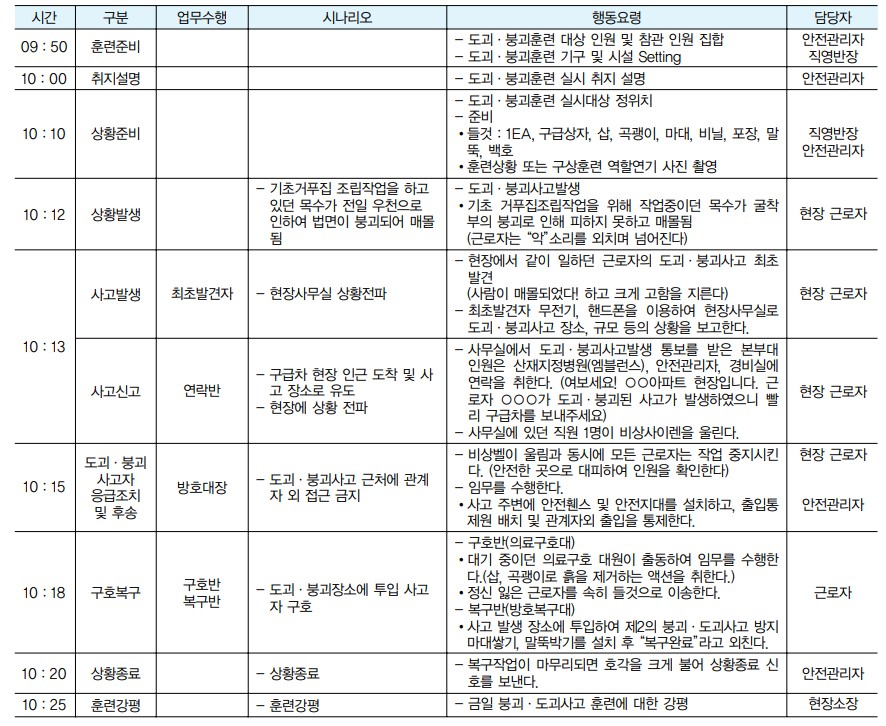 시간 구분 업무수행 시나리오 행동요령 담당자
09 : 50 훈련준비
– 도괴·붕괴훈련 대상 인원 및 참관 인원 집합
– 도괴·붕괴훈련 기구 및 시설 Setting
안전관리자
직영반장
10 : 00 취지설명 – 도괴·붕괴훈련 실시 취지 설명 안전관리자
10 : 10 상황준비
– 도괴·붕괴훈련 실시대상 정위치
– 준비
• 들것 : 1EA, 구급상자, 삽, 곡괭이, 마대, 비닐, 포장, 말
뚝, 백호
• 훈련상황 또는 구상훈련 역할연기 사진 촬영
직영반장
안전관리자
10 : 12 상황발생
– 기초거푸집 조립작업을 하고
있던 목수가 전일 우천으로
인하여 법면이 붕괴되어 매몰
됨
– 도괴·붕괴사고발생
• 기초 거푸집조립작업을 위해 작업중이던 목수가 굴착
부의 붕괴로 인해 피하지 못하고 매몰됨
(근로자는 “악”소리를 외치며 넘어진다)
현장 근로자
10 : 13
사고발생 최초발견자 – 현장사무실 상황전파
– 현장에서 같이 일하던 근로자의 도괴·붕괴사고 최초
발견
(사람이 매몰되었다! 하고 크게 고함을 지른다)
– 최초발견자 무전기, 핸드폰을 이용하여 현장사무실로
도괴·붕괴사고 장소, 규모 등의 상황을 보고한다.
현장 근로자
사고신고 연락반
– 구급차 현장 인근 도착 및 사
고 장소로 유도
– 현장에 상황 전파
– 사무실에서 도괴·붕괴사고발생 통보를 받은 본부대
인원은 산재지정병원(엠블런스), 안전관리자, 경비실에
연락을 취한다. (여보세요! ○○아파트 현장입니다. 근
로자 ○○○가 도괴·붕괴된 사고가 발생하였으니 빨
리 구급차를 보내주세요)
– 사무실에 있던 직원 1명이 비상사이렌을 울린다.
현장 근로자
10 : 15
도괴·붕괴
사고자
응급조치
및 후송
방호대장
– 도괴·붕괴사고 근처에 관계
자 외 접근 금지
– 비상벨이 울림과 동시에 모든 근로자는 작업 중지시킨
다. (안전한 곳으로 대피하여 인원을 확인한다)
– 임무를 수행한다.
• 사고 주변에 안전휀스 및 안전지대를 설치하고, 출입통
제원 배치 및 관계자외 출입을 통제한다.
현장 근로자
안전관리자
10 : 18 구호복구
구호반
복구반
– 도괴·붕괴장소에 투입 사고
자 구호
– 구호반(의료구호대)
• 대기 중이던 의료구호 대원이 출동하여 임무를 수행한
다.(삽, 곡괭이로 흙을 제거하는 액션을 취한다.)
• 정신 잃은 근로자를 속히 들것으로 이송한다.
– 복구반(방호복구대)
• 사고 발생 장소에 투입하여 제2의 붕괴·도괴사고 방지
마대쌓기, 말뚝박기를 설치 후 “복구완료”라고 외친다.
근로자
10 : 20 상황종료 – 상황종료
– 복구작업이 마무리되면 호각을 크게 불어 상황종료 신
호를 보낸다.
안전관리자
10 : 25 훈련강평 – 훈련강평 – 금일 붕괴·도괴사고 훈련에 대한 강평 현장소장